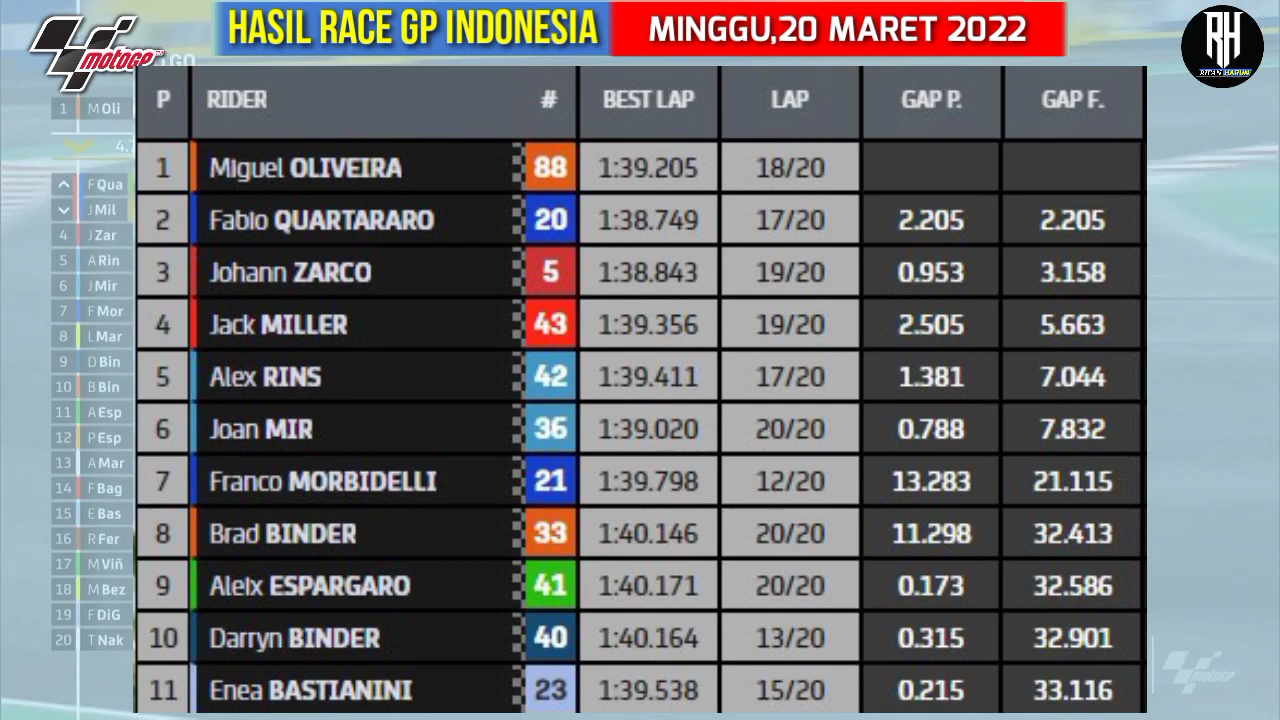 MotoGP
HASIL RACE GP INDONESIA
MINGGU,20 MARET 2022
RH
P RIDER # BEST LAP LAP GAP P. GAP F.
1 Miguel OLIVEIRA 88 1:39.205 18/20
2 Fabio QUARTARARO 20 1:38.749 17/20 2.205 2.205
3 Johann ZARCO 5 1:38.843 19/20 0.953 3.158
4 Jack MILLER 43 1:39.356 19/20 2.505 5.663
5 Alex RINS 42 1:39.411 17/20 1.381 7.044
6 Joan MIR 36 1:39.020 20/20 0.788 7.832
7 Franco MORBIDELLI 21 1:39.798 12/20 13.283 21.115
8 Brad BINDER 33 1:40.146 20/20 11.298 32.413
9 Aleix ESPARGARO 41 1:40.171 20/20 0.173 32.586
10 Darryn BINDER 40 1:40.164 13/20 0.315 32.901
11 Enea BASTIANINI 23 1:39.538 15/20 0.215 33.116
1 M Oli
F Qua
J Mil
4 J Zar
5 A Rin
6 J Mir
7 F Mor
8 L Mar
9 D Bin
10 B Bin
11 A Esp
12 P Esp
13 A Mar
14 F Bag
15 E Bas
16 R Fer
17 M Viñ
18 M Bez
19 F DiG
20 T Nak